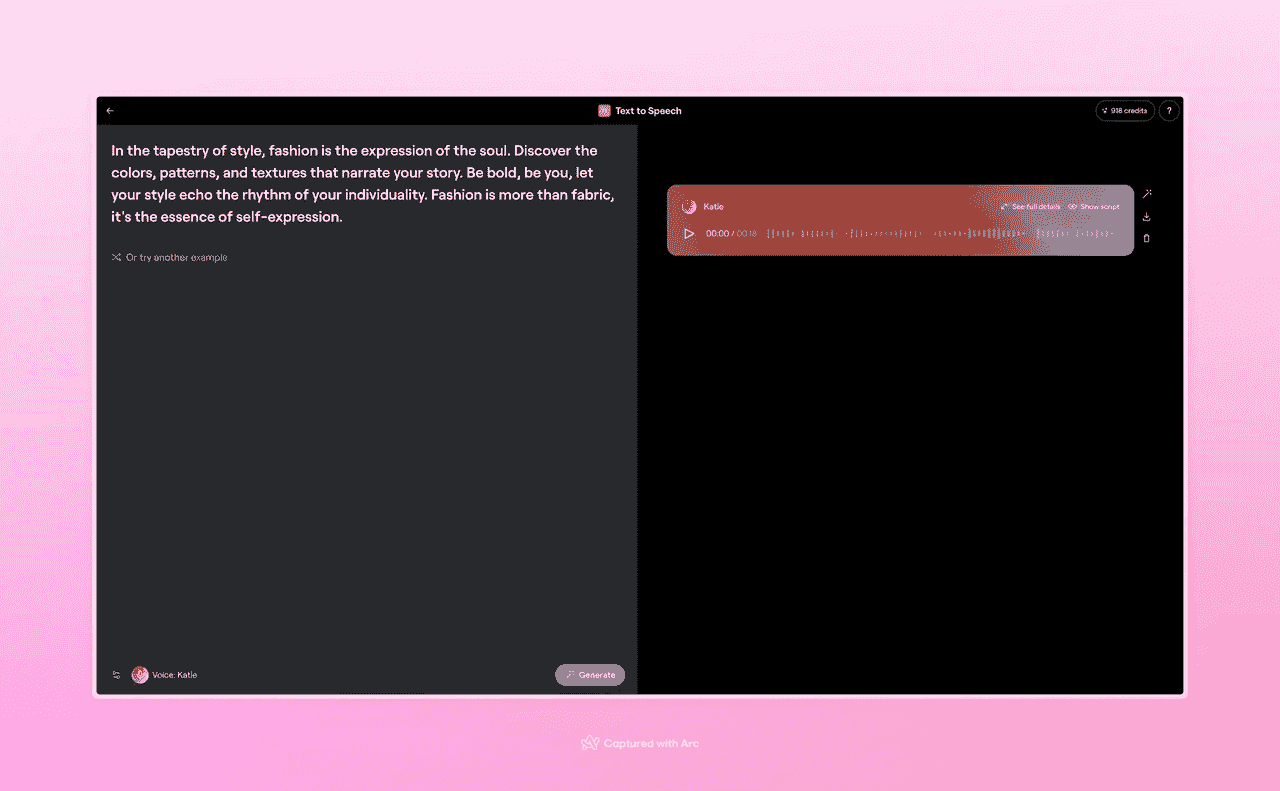 Text to Speech
918 credits
?
In the tapestry of style, fashion is the expression of the soul. Discover the
colors, patterns, and textures that narrate your story. Be bold, be you, let
your style echo the rhythm of your individuality. Fashion is more than fabric,
it's the essence of self-expression.
Or try another example
Voice: Katie
Generate
Katie
See full details
Show script
00:00 / 00:18
Captured with Arc